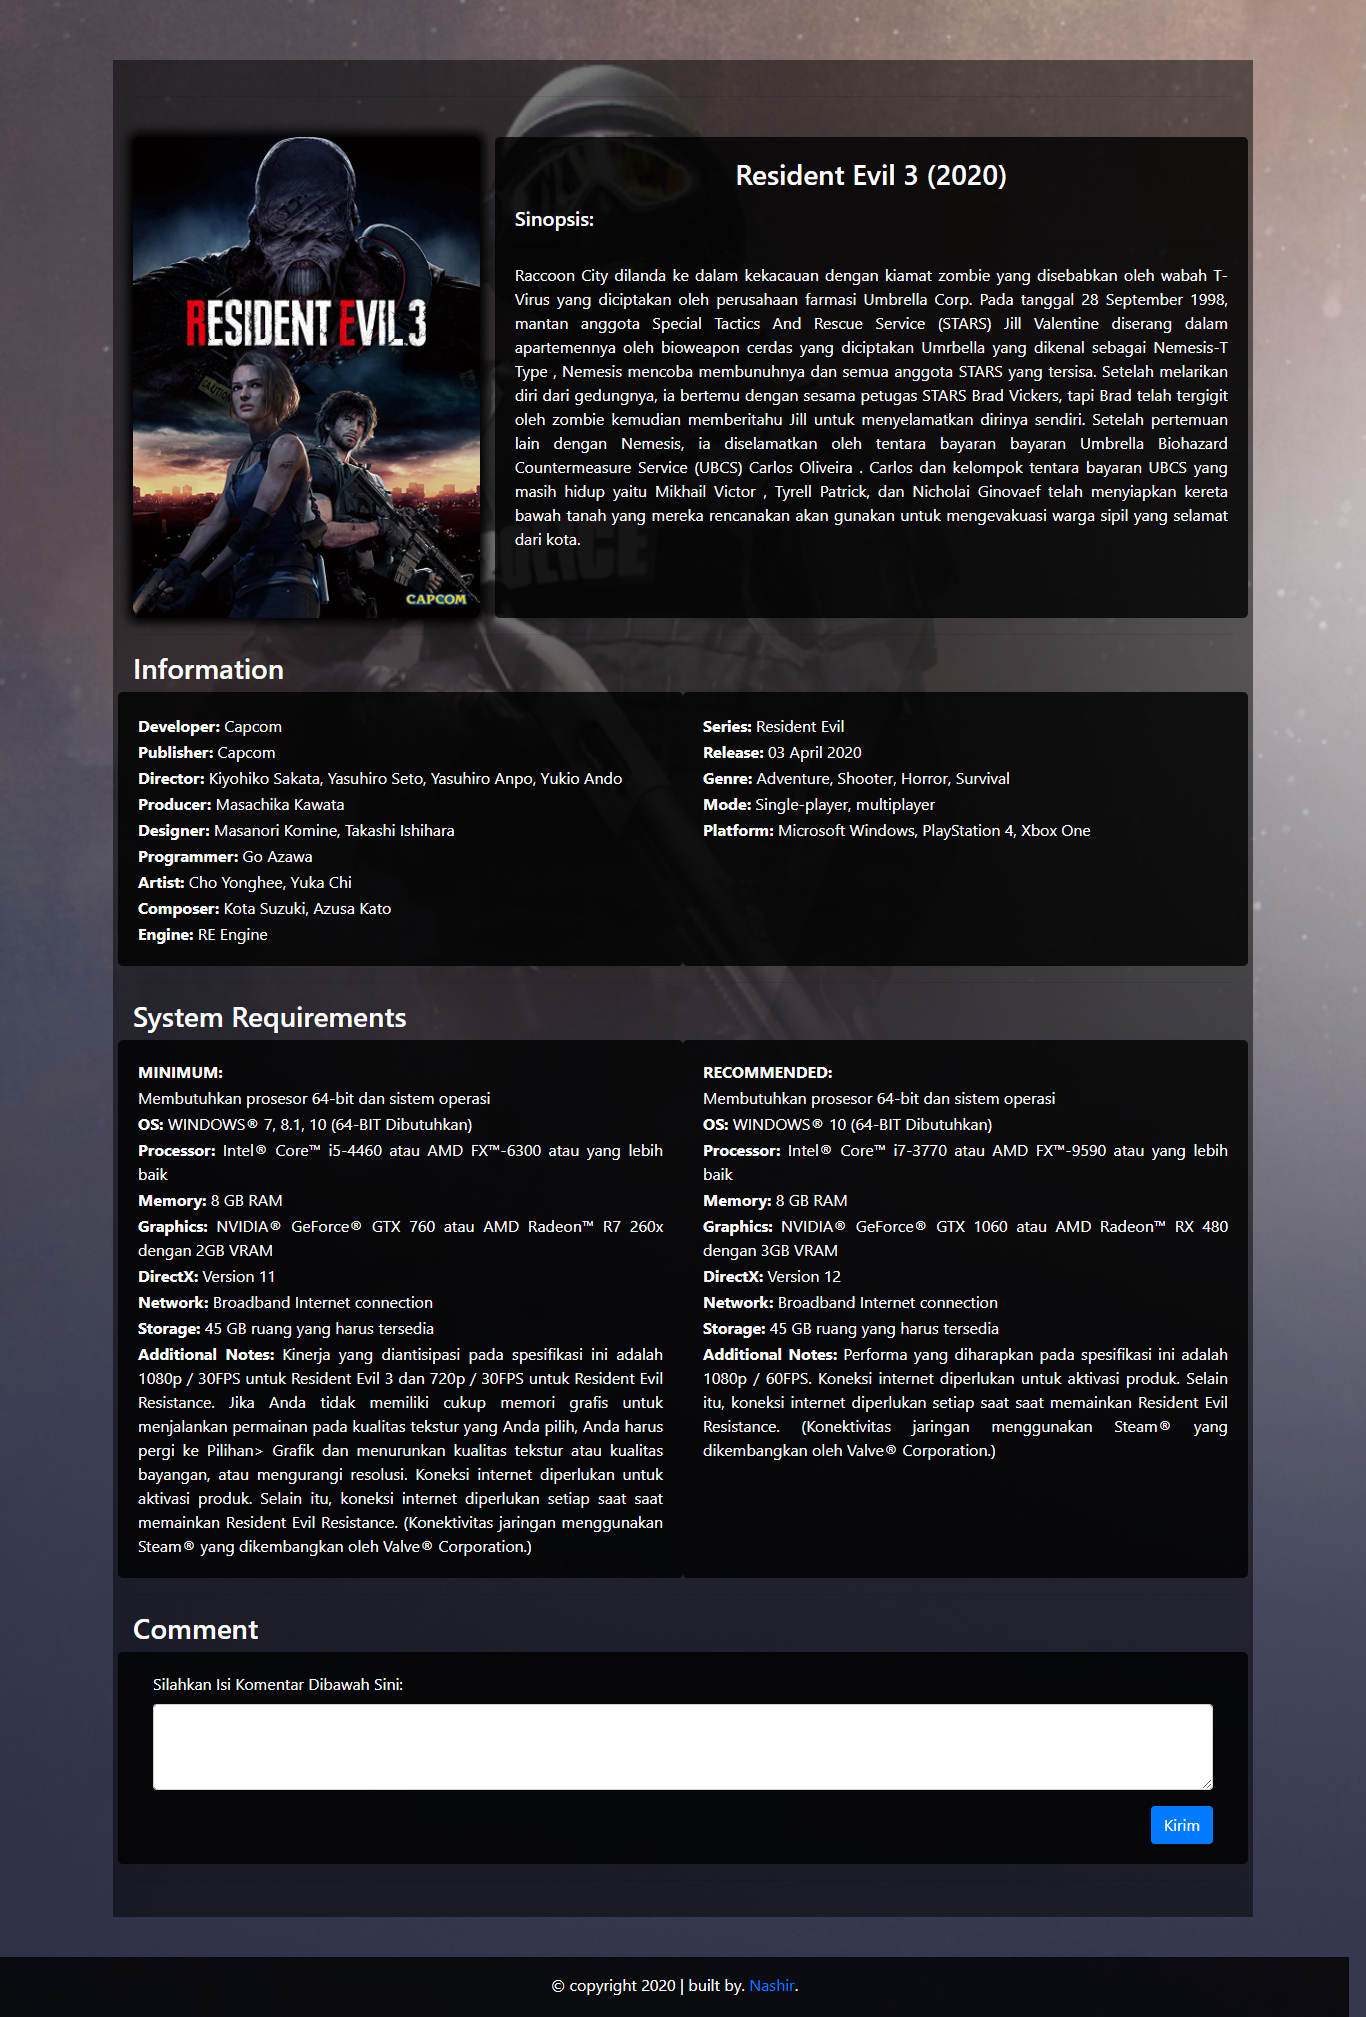 Resident Evil 3 (2020)
Sinopsis:
RESIDENT EVIL 3
CAUTION
CAPCOM
Raccoon City dilanda ke dalam kekacauan dengan kiamat zombie yang disebabkan oleh wabah T-
Virus yang diciptakan oleh perusahaan farmasi Umbrella Corp. Pada tanggal 28 September 1998,
mantan anggota Special Tactics And Rescue Service (STARS) Jill Valentine diserang dalam
apartemennya oleh bioweapon cerdas yang diciptakan Umrbella yang dikenal sebagai Nemesis-T
Type , Nemesis mencoba membunuhnya dan semua anggota STARS yang tersisa. Setelah melarikan
diri dari gedungnya, ia bertemu dengan sesama petugas STARS Brad Vickers, tapi Brad telah tergigit
oleh zombie kemudian memberitahu Jill untuk menyelamatkan dirinya sendiri. Setelah pertemuan
lain dengan Nemesis, ia diselamatkan oleh tentara bayaran bayaran Umbrella Biohazard
Countermeasure Service (UBCS) Carlos Oliveira . Carlos dan kelompok tentara bayaran UBCS yang
masih hidup yaitu Mikhail Victor , Tyrell Patrick, dan Nicholai Ginovaef telah menyiapkan kereta
bawah tanah yang mereka rencanakan akan gunakan untuk mengevakuasi warga sipil yang selamat
dari kota.
POLICE
Information
Developer: Capcom
Publisher: Capcom
Director: Kiyohiko Sakata, Yasuhiro Seto, Yasuhiro Anpo, Yukio Ando
Producer: Masachika Kawata
Designer: Masanori Komine, Takashi Ishihara
Programmer: Go Azawa
Artist: Cho Yonghee, Yuka Chi
Composer: Kota Suzuki, Azusa Kato
Engine: RE Engine
Series: Resident Evil
Release: 03 April 2020
Genre: Adventure, Shooter, Horror, Survival
Mode: Single-player, multiplayer
Platform: Microsoft Windows, PlayStation 4, Xbox One
System Requirements
MINIMUM:
Membutuhkan prosesor 64-bit dan sistem operasi
OS: WINDOWS® 7, 8.1, 10 (64-BIT Dibutuhkan)
Processor: Intel® Core™ i5-4460 atau AMD FX™-6300 atau yang lebih
baik
Memory: 8 GB RAM
Graphics: NVIDIA® GeForce® GTX 760 atau AMD Radeon™ R7 260x
dengan 2GB VRAM
DirectX: Version 11
Network: Broadband Internet connection
Storage: 45 GB ruang yang harus tersedia
Additional Notes: Kinerja yang diantisipasi pada spesifikasi ini adalah
1080p / 30FPS untuk Resident Evil 3 dan 720p / 30FPS untuk Resident Evil
Resistance. Jika Anda tidak memiliki cukup memori grafis untuk
menjalankan permainan pada kualitas tekstur yang Anda pilih, Anda harus
pergi ke Pilihan> Grafik dan menurunkan kualitas tekstur atau kualitas
bayangan, atau mengurangi resolusi. Koneksi internet diperlukan untuk
aktivasi produk. Selain itu, koneksi internet diperlukan setiap saat saat
memainkan Resident Evil Resistance. (Konektivitas jaringan menggunakan
Steam® yang dikembangkan oleh Valve® Corporation.)
RECOMMENDED:
Membutuhkan prosesor 64-bit dan sistem operasi
OS: WINDOWS® 10 (64-BIT Dibutuhkan)
Processor: Intel® Core™ i7-3770 atau AMD FX™-9590 atau yang lebih
baik
Memory: 8 GB RAM
Graphics: NVIDIA® GeForce® GTX 1060 atau AMD Radeon™ RX 480
dengan 3GB VRAM
DirectX: Version 12
Network: Broadband Internet connection
Storage: 45 GB ruang yang harus tersedia
Additional Notes: Performa yang diharapkan pada spesifikasi ini adalah
1080p / 60FPS. Koneksi internet diperlukan untuk aktivasi produk. Selain
itu, koneksi internet diperlukan setiap saat saat memainkan Resident Evil
Resistance. (Konektivitas jaringan menggunakan Steam® yang
dikembangkan oleh Valve® Corporation.)
Comment
Silahkan Isi Komentar Dibawah Sini:
Kirim
© copyright 2020 | built by. Nashir.